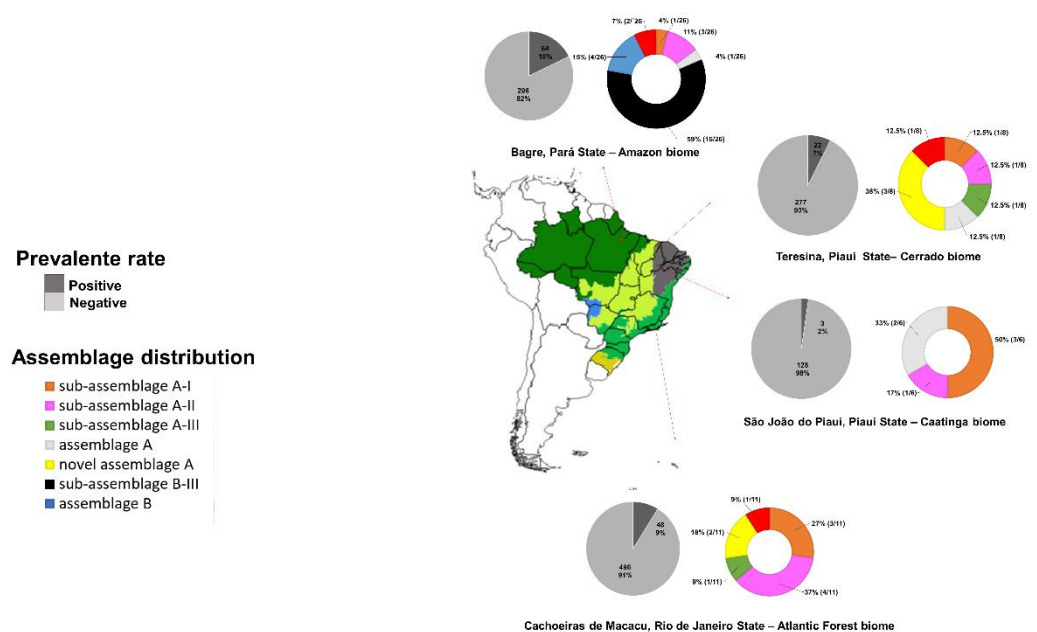 Prevalente rate
Positive
Negative
Assemblage distribution
sub-assemblage A-I
sub-assemblage A-II
sub-assemblage A-III
assemblage A
novel assemblage A
sub-assemblage B-III
assemblage B
64
18%
296
82%
7% (2/26
4% (1/26)
11% (3/26)
4% (1/26)
15% (4/26)
59% (16/26)
Bagre, Pará State – Amazon biome
22
7%
277
93%
12.5% (1/8)
12.5% (1/8)
12.5% (1/8)
12.5% (1/8)
12.5% (1/8)
38% (3/8)
Teresina, Piaui State– Cerrado biome
3
2%
126
98%
33% (2/6)
50% (3/6)
17% (1/6)
São João do Piaui, Piaui State – Caatinga biome
48
9%
496
91%
9% (1/11)
27% (3/11)
18% (2/11)
9% (1/11)
37% (4/11)
Cachoeiras de Macacu, Rio de Janeiro State – Atlantic Forest biome